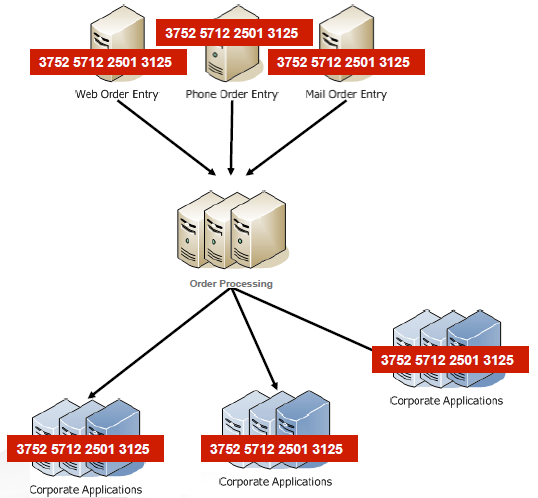 3752 5712 2501 3125
3752 5712 2501 3125
3752 5712 2501 3125
Web Order Entry
Phone Order Entry
Mail Order Entry
Order Processing
3752 5712 2501 3125
Corporate Applications
3752 5712 2501 3125
3752 5712 2501 3125
Corporate Applications
Corporate Applications